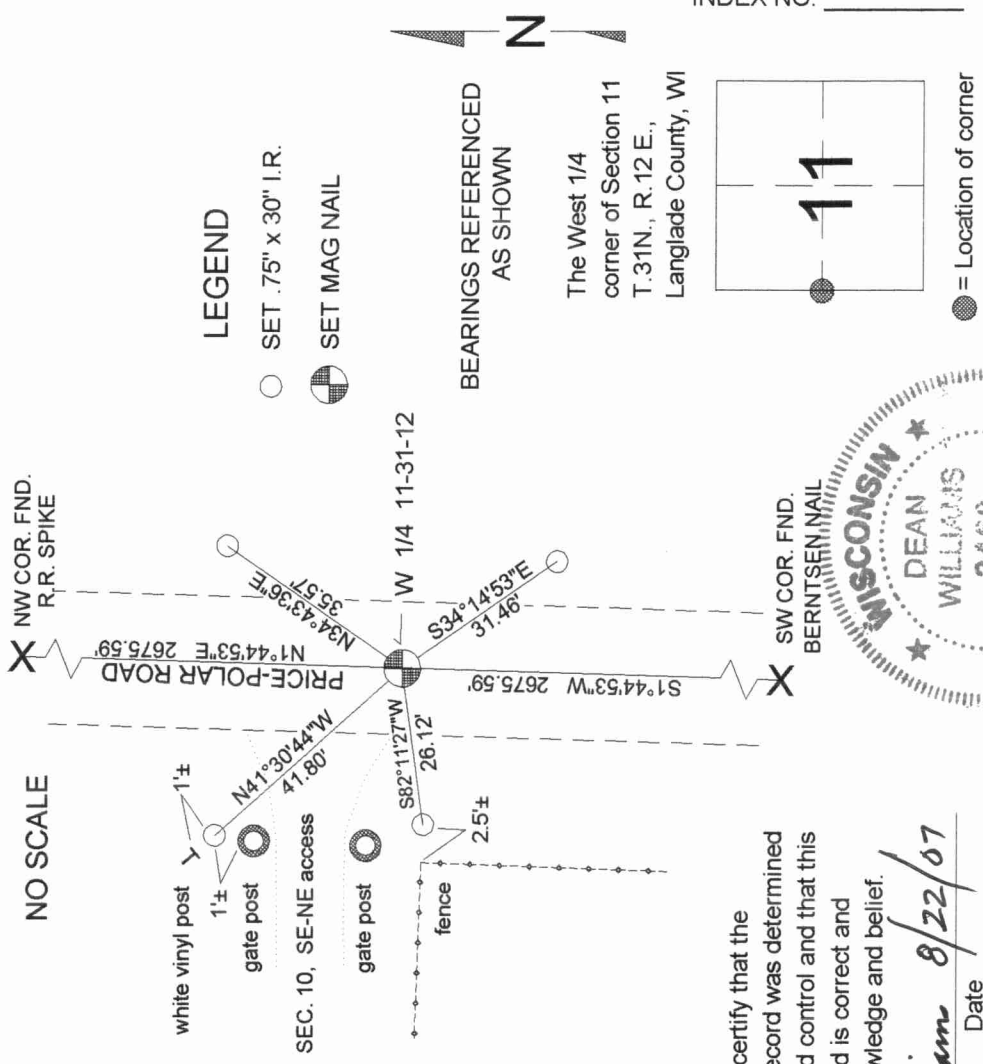 INDEX NO.
NO SCALE
NW COR. FND.
R.R. SPIKE
N
LEGEND
SET .75" x 30" I.R.
SET MAG NAIL
BEARINGS REFERENCED
AS SHOWN
The West 1/4
corner of Section 11
T.31N., R.12 E.,
Langlade County, WI
11
= Location of corner
white vinyl post
1'±
1'±
gate post
SEC. 10, SE-NE access
gate post
fence
2.5'±
N41°30'44"W
41.80'
S82°11'27"W
26.12'
PRICE-POLAR ROAD
N1°44'53"E 2675.59'
N34°43'36"E
35.57'
W 1/4 11-31-12
S34°14'53"E
31.46'
S1°44'53"W 2675.59'
X
X
SW COR. FND.
BERNTSEN NAIL
WISCONSIN
DEAN
WILLIAMS
certify that the
ecord was determined
d control and that this
d is correct and
wledge and belief.
8/22/07
Date